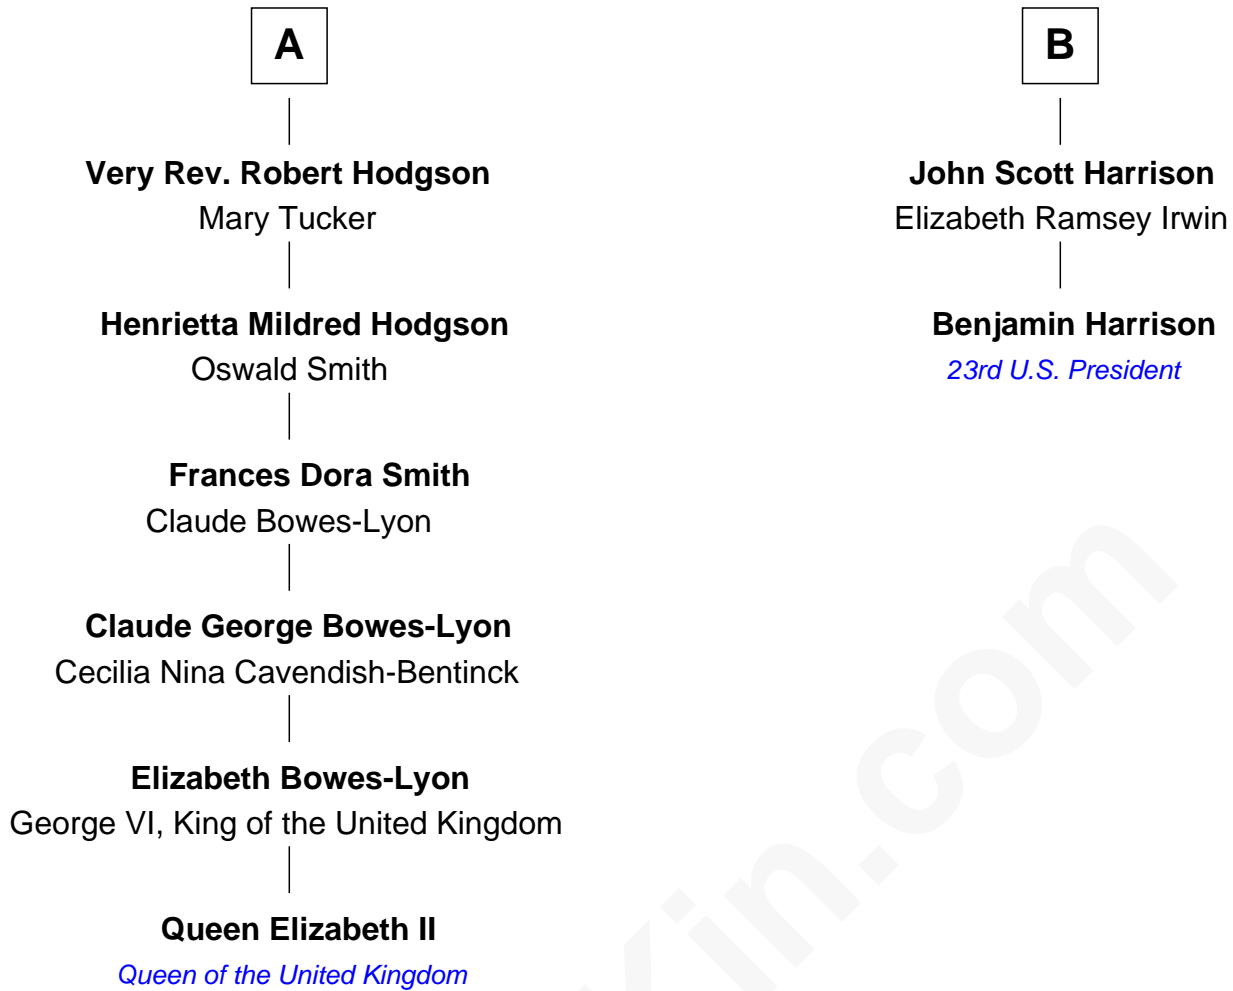 A
Very Rev. Robert Hodgson
Mary Tucker
Henrietta Mildred Hodgson
Oswald Smith
Frances Dora Smith
Claude Bowes-Lyon
Claude George Bowes-Lyon
Cecilia Nina Cavendish-Bentinck
Elizabeth Bowes-Lyon
George VI, King of the United Kingdom
Queen Elizabeth II
Queen of the United Kingdom
B
John Scott Harrison
Elizabeth Ramsey Irwin
Benjamin Harrison
23rd U.S. President
Kin.com